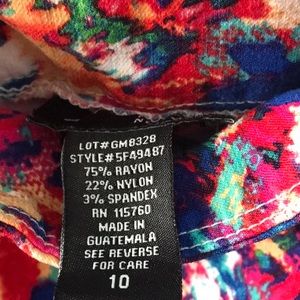 LOT#GM8328
STYLE#5F49487
75% RAYON
22% NYLON
3% SPANDEX
RN 115760
MADE IN
GUATEMALA
SEE REVERSE
FOR CARE
10